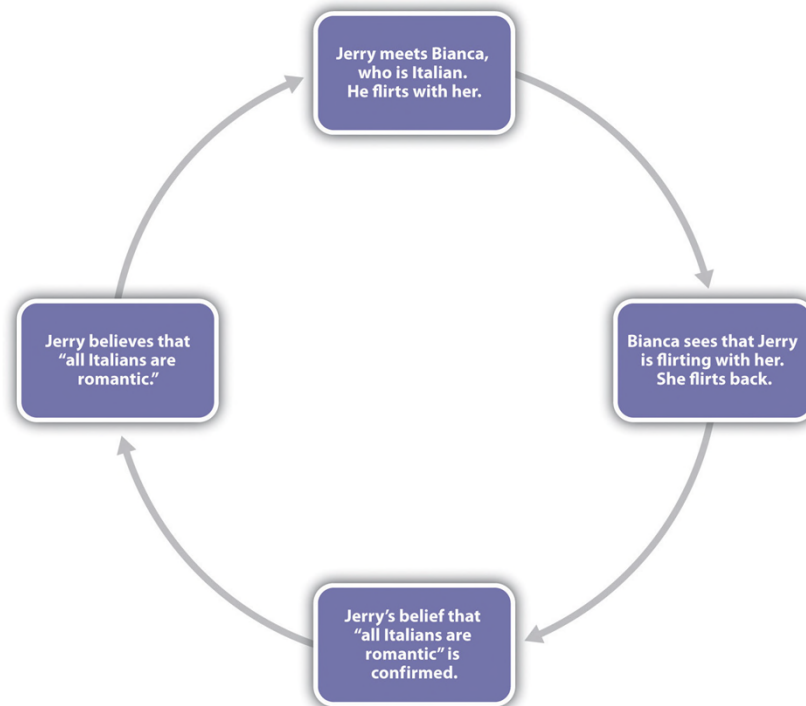 Jerry meets Bianca,
who is Italian.
He flirts with her.
Bianca sees that Jerry
is flirting with her.
She flirts back.
Jerry’s belief that
“all Italians are
romantic” is
confirmed.
Jerry believes that
“all Italians are
romantic.”